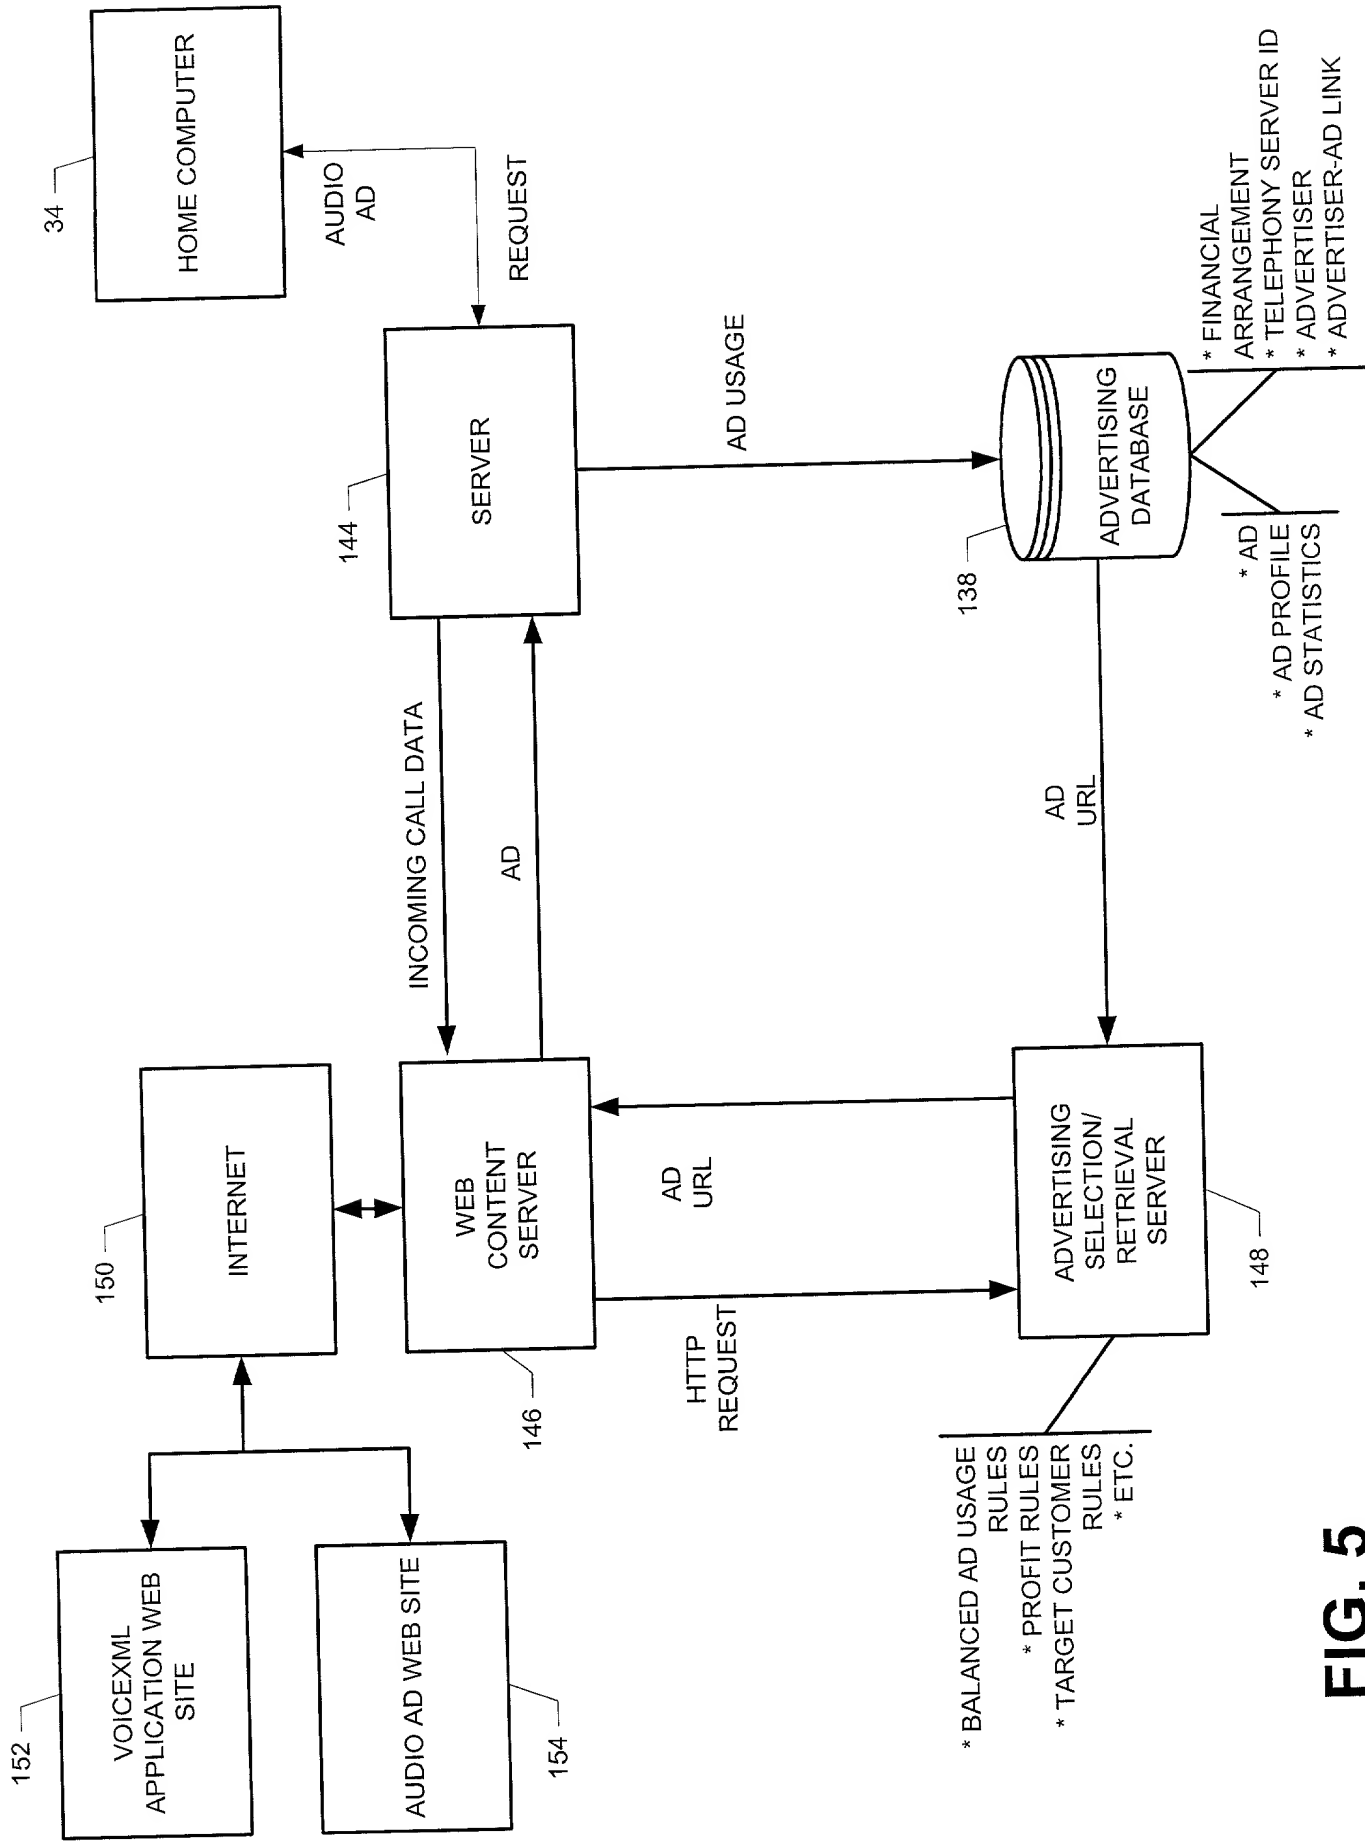 152
VOICEXML
APPLICATION WEB
SITE
150
INTERNET
34
HOME COMPUTER
AUDIO
AD
REQUEST
AUDIO AD WEB SITE
154
146
WEB
CONTENT
SERVER
INCOMING CALL DATA
AD
144
SERVER
HTTP
REQUEST
AD
URL
AD USAGE
* BALANCED AD USAGE
RULES
* PROFIT RULES
* TARGET CUSTOMER
RULES
* ETC.
ADVERTISING
SELECTION/
RETRIEVAL
SERVER
148
AD
URL
138
ADVERTISING
DATABASE
* AD
* AD PROFILE
* AD STATISTICS
* FINANCIAL
ARRANGEMENT
* TELEPHONY SERVER ID
* ADVERTISER
* ADVERTISER-AD LINK
FIG. 5